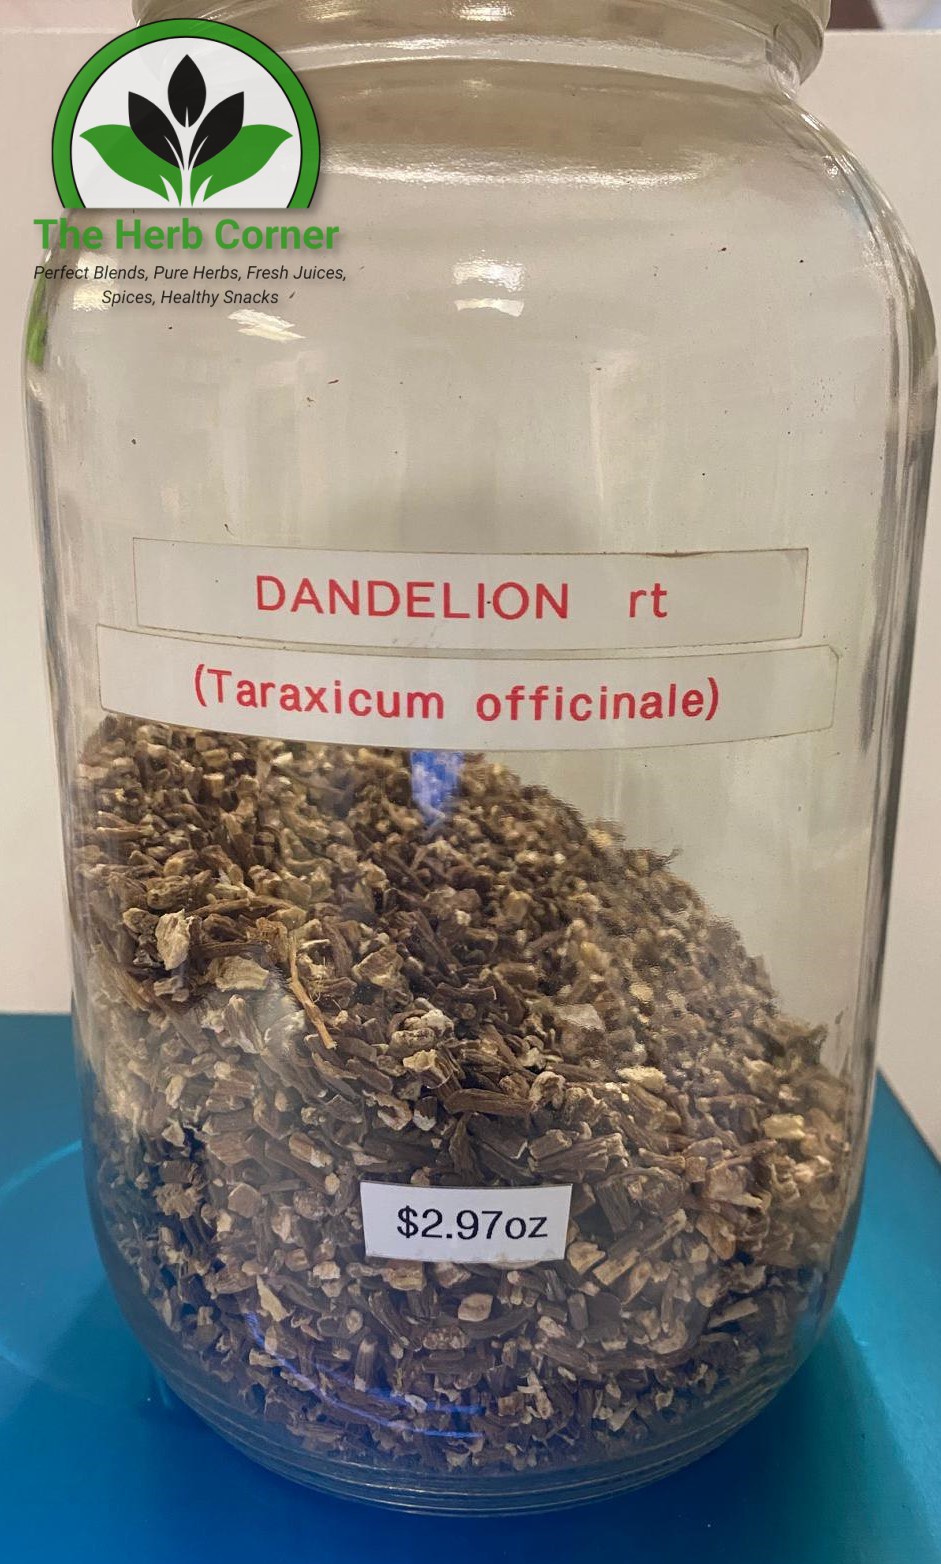 The Herb Corner
Perfect Blends, Pure Herbs, Fresh Juices,
Spices, Healthy Snacks
DANDELION rt
(Taraxicum officinale)
$2.97oz